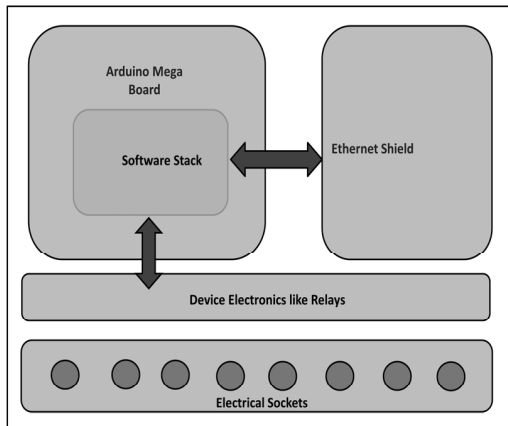 Arduino Mega
Board
Software Stack
Ethernet Shield
Device Electronics like Relays
Electrical Sockets